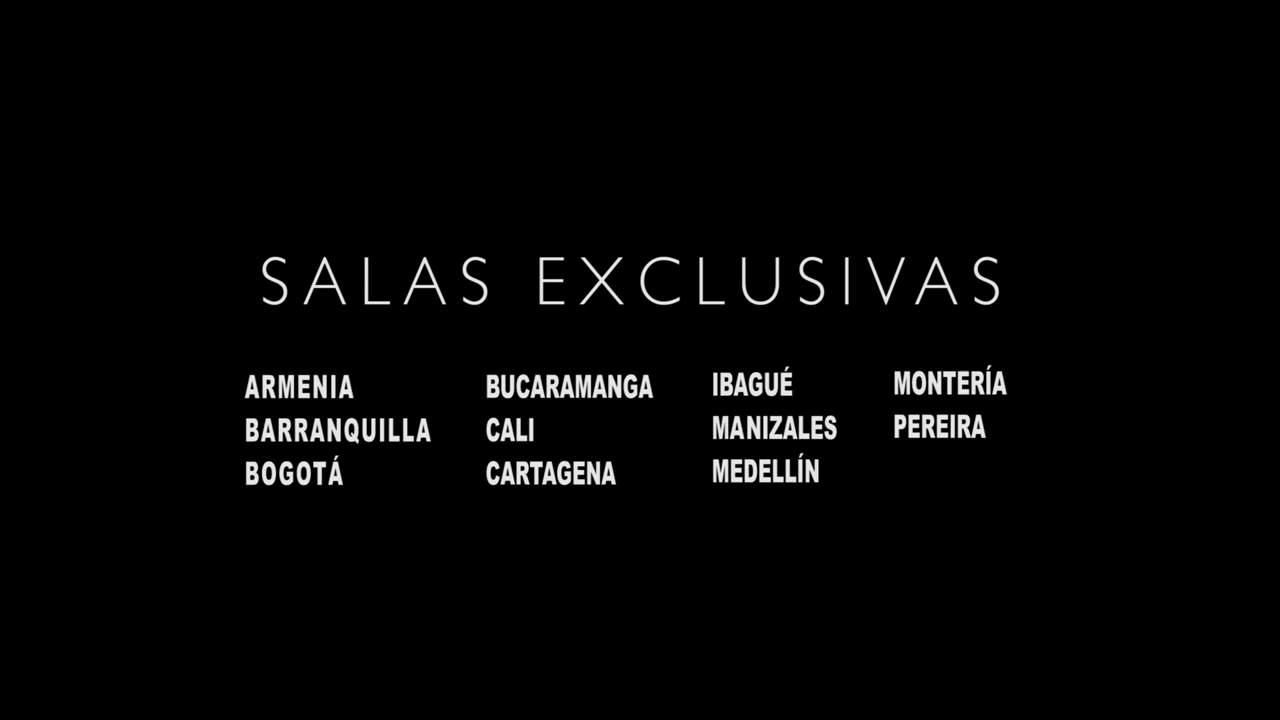 SALAS EXCLUSIVAS
ARMENIA
BARRANQUILLA
BOGOTÁ
BUCARAMANGA
CALI
CARTAGENA
IBAGUÉ
MANIZALES
MEDELLÍN
MONTERÍA
PEREIRA